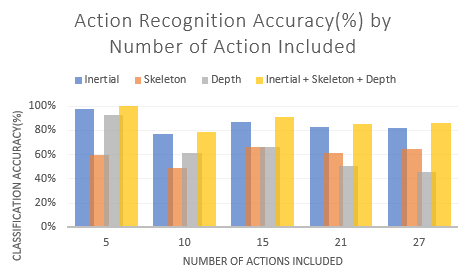 Action Recognition Accuracy(%) by
Number of Action Included
Inertial Skeleton Depth Inertial + Skeleton + Depth
CLASSIFICATION ACCURACY(%)
100%
80%
60%
40%
20%
0%
5 10 15 21 27
NUMBER OF ACTIONS INCLUDED